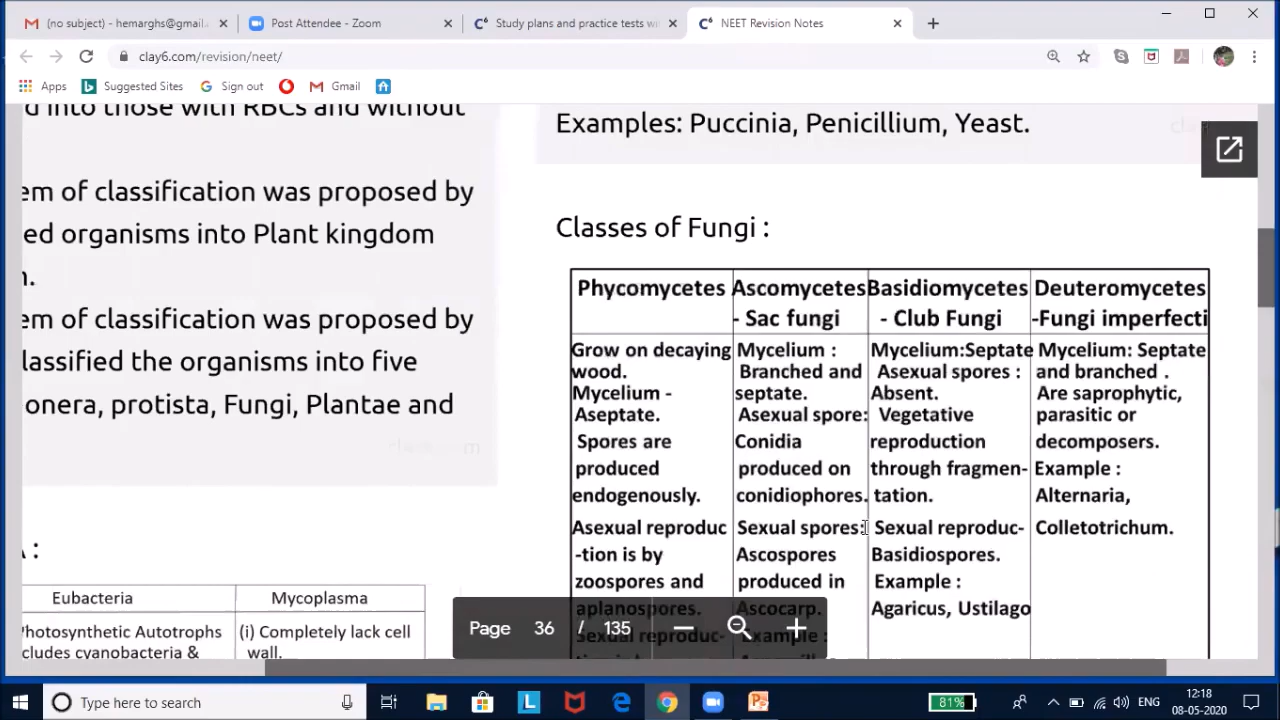 (no subject) - hemarghs@gmail.
Post Attendee - Zoom
Study plans and practice tests wit
NEET Revision Notes
clay6.com/revision/neet/
Apps
Suggested Sites
Sign out
Gmail
d into those with RBCs and without
em of classification was proposed by
ed organisms into Plant kingdom
n.
em of classification was proposed by
lassified the organisms into five
onera, protista, Fungi, Plantae and
A :
Eubacteria Mycoplasma
Photosynthetic Autotrophs
cludes cyanobacteria &
(i) Completely lack cell
wall.
Examples: Puccinia, Penicillium, Yeast.
Classes of Fungi :
Phycomycetes
Ascomycetes
- Sac fungi
Basidiomycetes
- Club Fungi
Deuteromycetes
-Fungi imperfecti
Grow on decaying
wood.
Mycelium -
Aseptate.
Spores are
produced
endogenously.
Asexual reproduc
-tion is by
zoospores and
aplanospores.
Sexual reproduc-
Mycelium :
Branched and
septate.
Asexual spore:
Conidia
produced on
conidiophores.
Sexual spores:
Ascospores
produced in
Ascocarp.
Example :
Mycelium:Septate
Asexual spores :
Absent.
Vegetative
reproduction
through fragmen-
tation.
Sexual reproduc-
Basidiospores.
Example :
Agaricus, Ustilago
Mycelium: Septate
and branched .
Are saprophytic,
parasitic or
decomposers.
Example :
Alternaria,
Colletotrichum.
Page 36 / 135
Type here to search
81%
ENG
12:18
08-05-2020